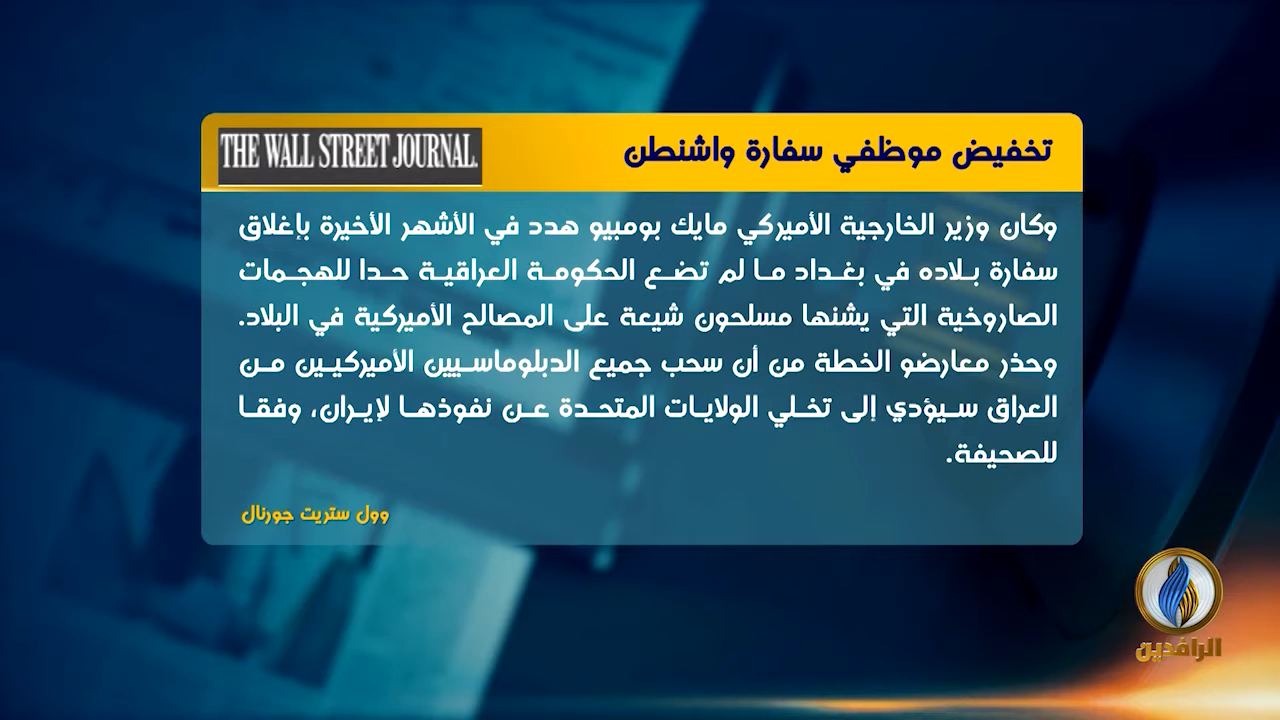 تخفيض موظفي سفارة واشنطن
THE WALL STREET JOURNAL.
وكان وزير الخارجية الأميركي مايك بومبيو هدد في الأشهر الأخيرة بإغلاق
سفارة بلاده في بغداد ما لم تضع الحكومة العراقية حدا للهجمات
الصاروخية التي يشنها مسلحون شيعة على المصالح الأميركية في البلاد.
وحذر معارضو الخطة من أن سحب جميع الدبلوماسيين الأميركيين من
العراق سيؤدي إلى تخلي الولايات المتحدة عن نفوذها لإيران، وفقا
للصحيفة.
وول ستريت جورنال
الرافدين